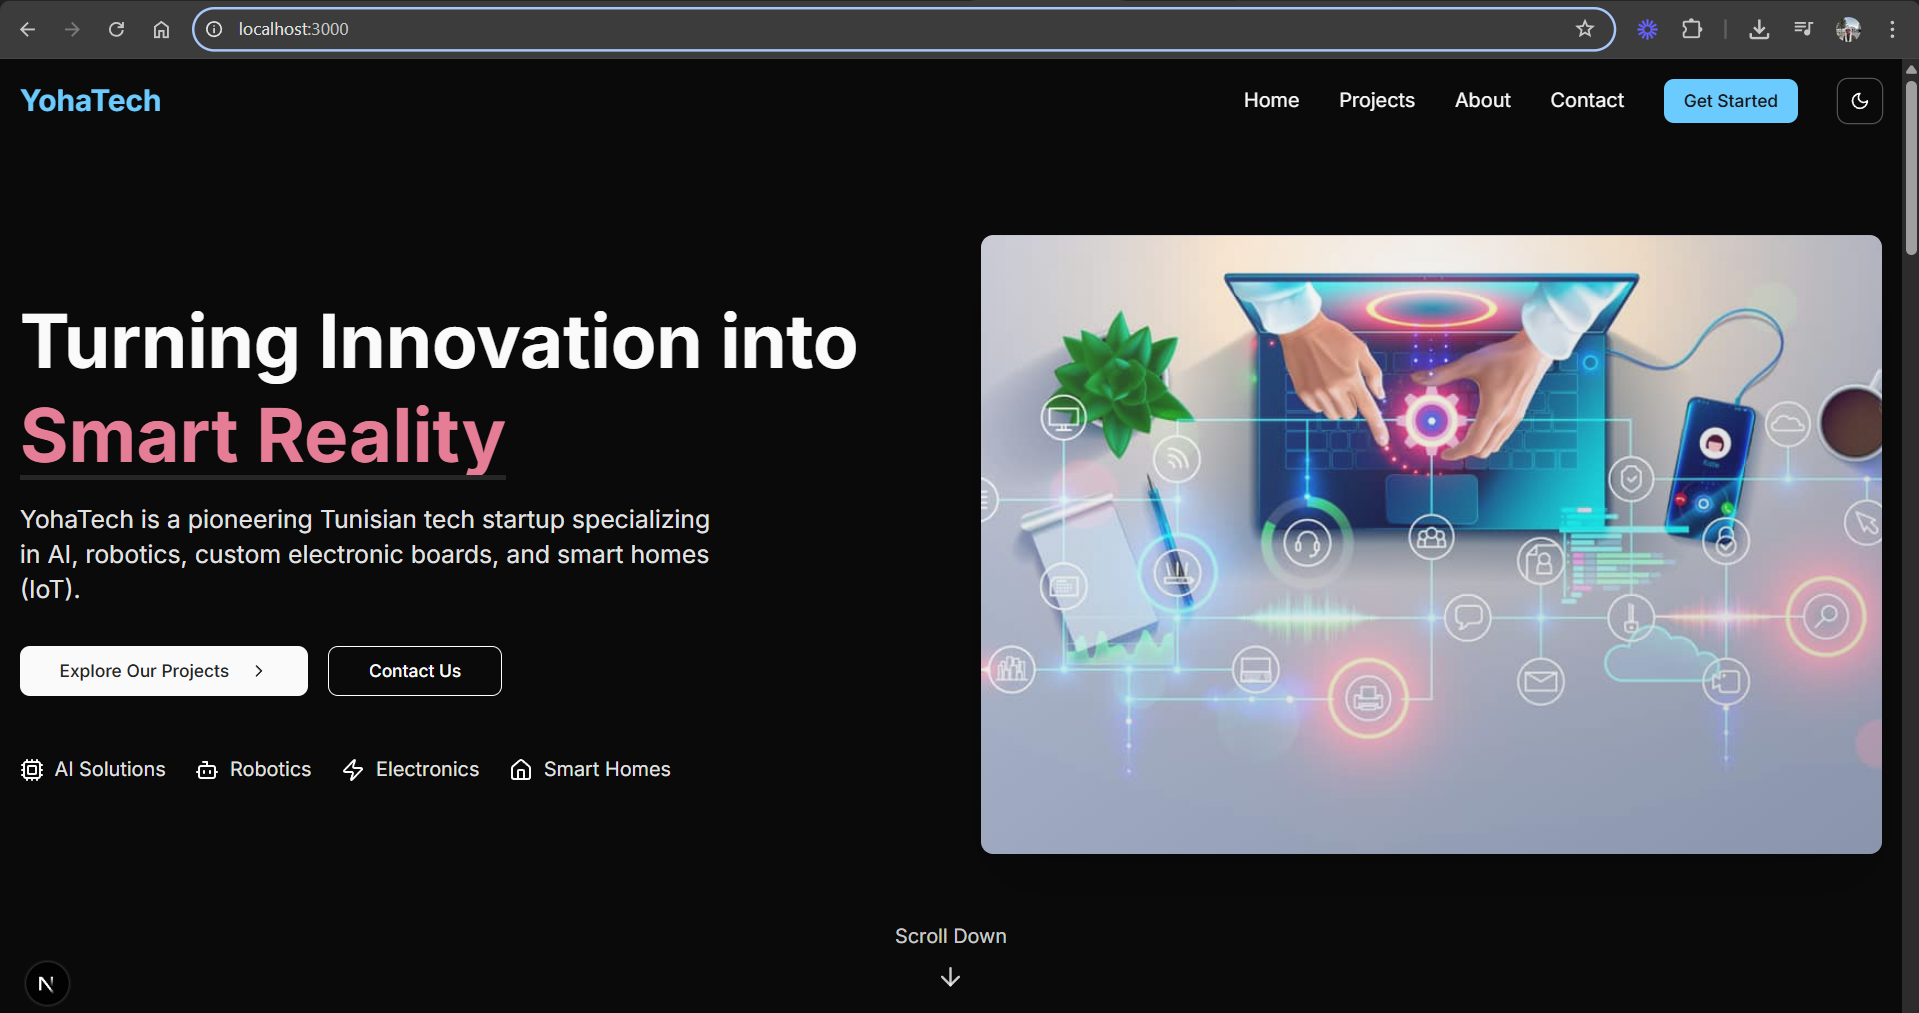 localhost:3000
YohaTech
Home Projects About Contact Get Started
Turning Innovation into
Smart Reality
YohaTech is a pioneering Tunisian tech startup specializing
in AI, robotics, custom electronic boards, and smart homes
(IoT).
Explore Our Projects
Contact Us
AI Solutions Robotics Electronics Smart Homes
Scroll Down
N